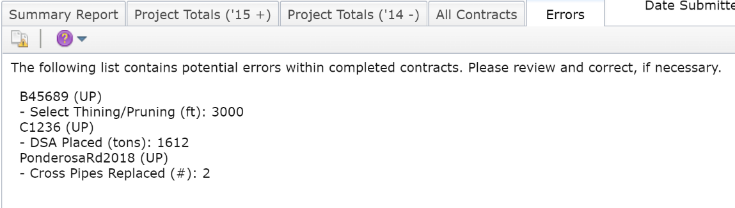 Date Submitte
Summary Report
Project Totals ('15 +)
Project Totals ('14 -)
All Contracts
Errors
The following list contains potential errors within completed contracts. Please review and correct, if necessary.
B45689 (UP)
- Select Thining/Pruning (ft): 3000
C1236 (UP)
- DSA Placed (tons): 1612
PonderosaRd2018 (UP)
- Cross Pipes Replaced (#): 2